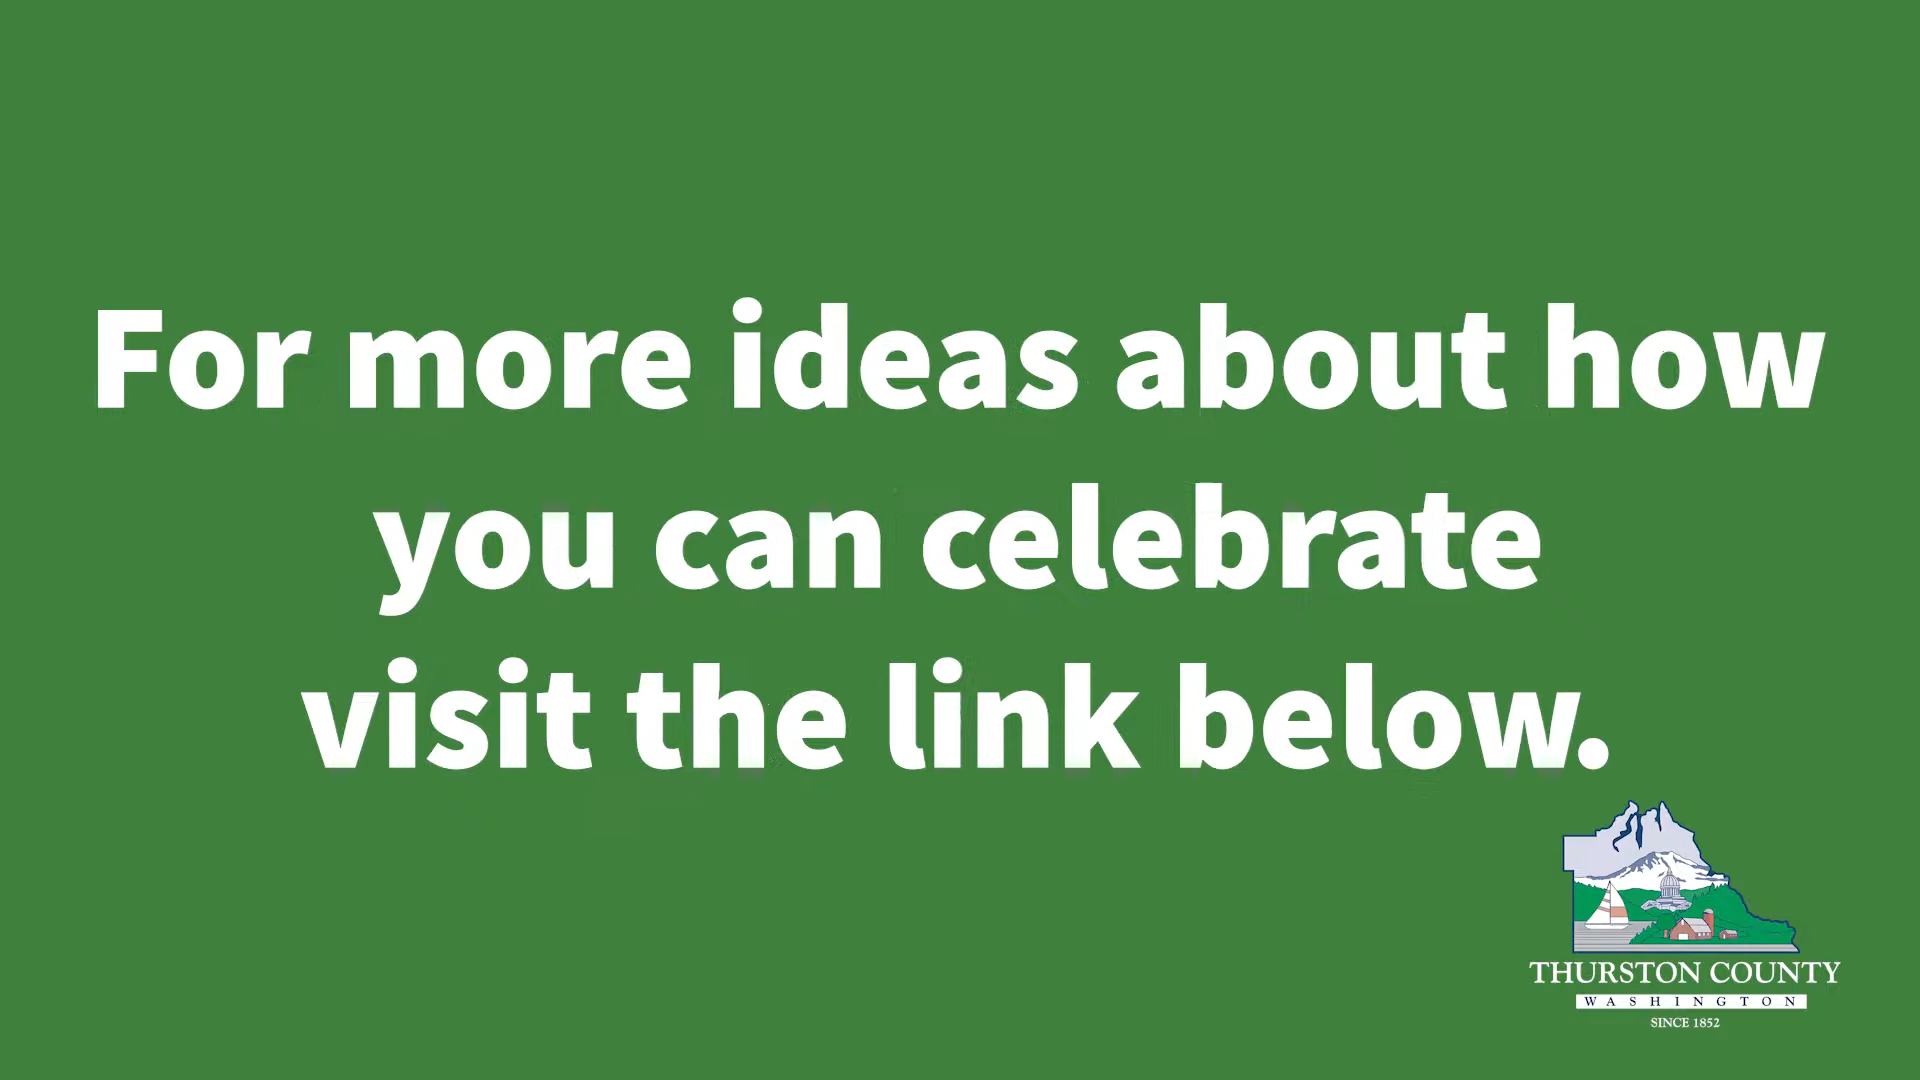 For more ideas about how
you can celebrate
visit the link below.
THURSTON COUNTY
WASHINGTON
SINCE 1852